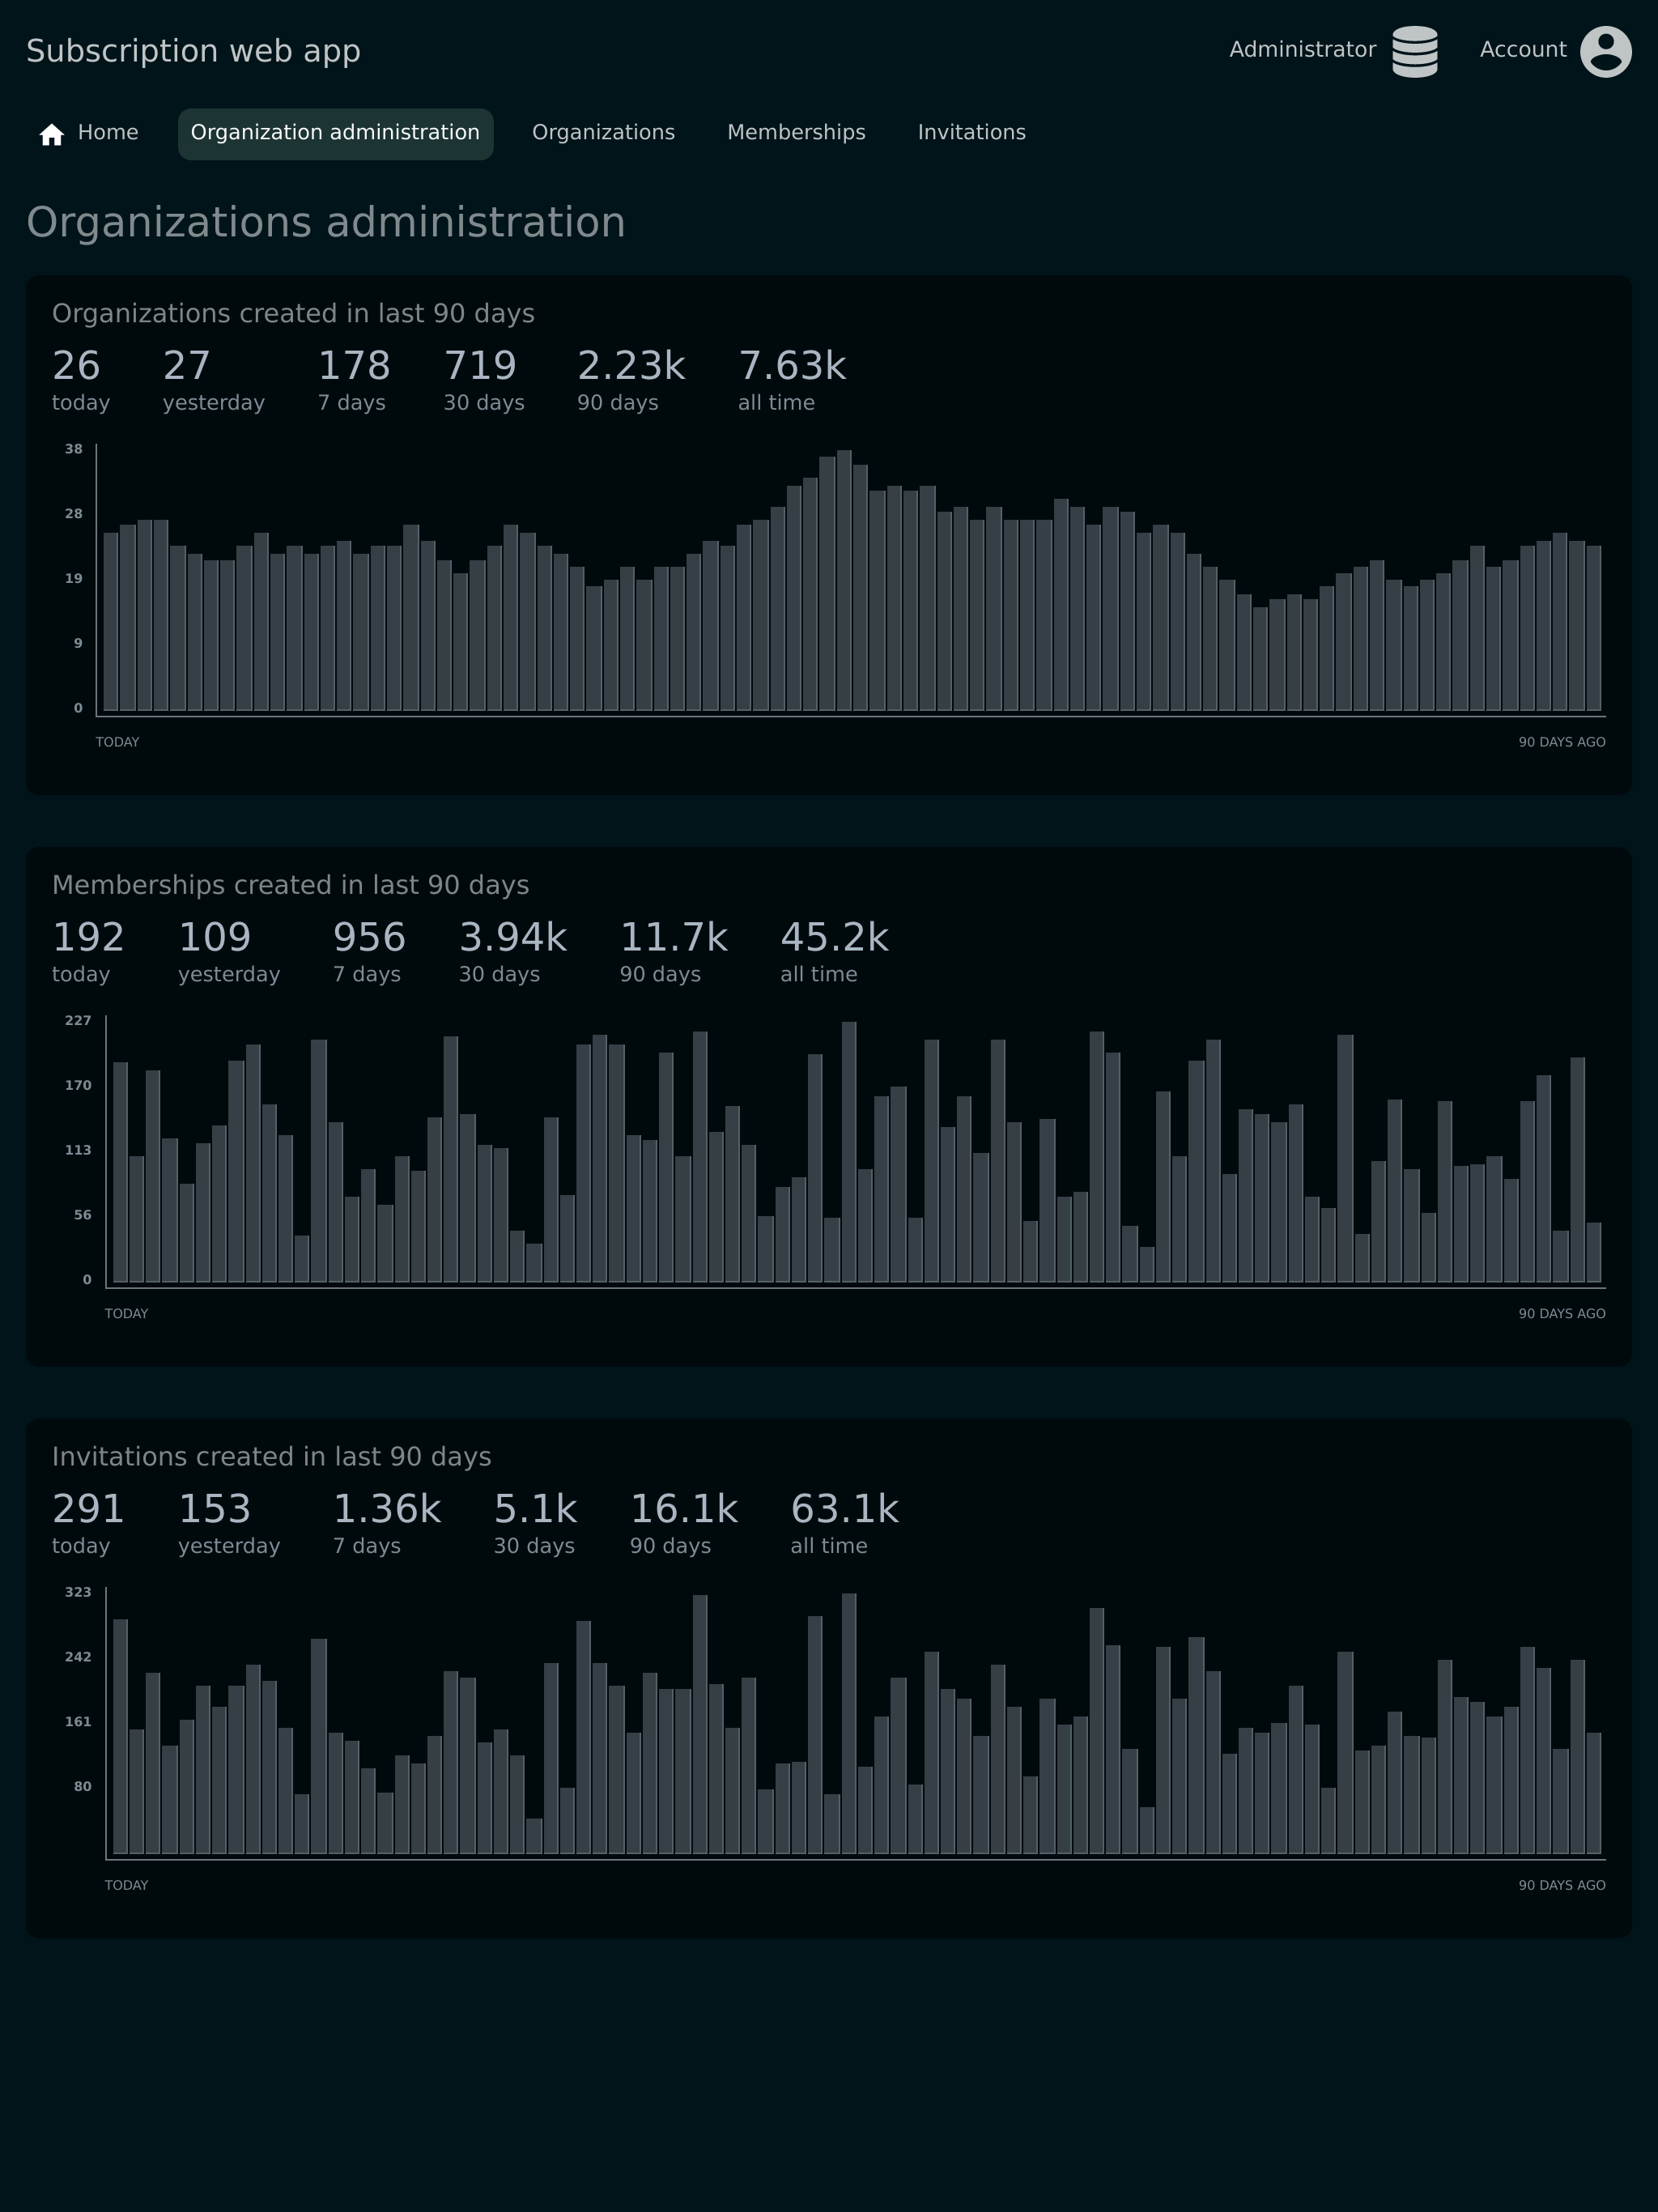 Subscription web app
Administrator
Account
Home
Organization administration
Organizations
Memberships
Invitations
Organizations administration
Organizations created in last 90 days
26 27 178 719 2.23k 7.63k
today yesterday 7 days 30 days 90 days all time
38
28
19
9
0
TODAY 90 DAYS AGO
Memberships created in last 90 days
192 109 956 3.94k 11.7k 45.2k
today yesterday 7 days 30 days 90 days all time
227
170
113
56
0
TODAY 90 DAYS AGO
Invitations created in last 90 days
291 153 1.36k 5.1k 16.1k 63.1k
today yesterday 7 days 30 days 90 days all time
323
242
161
80
TODAY 90 DAYS AGO